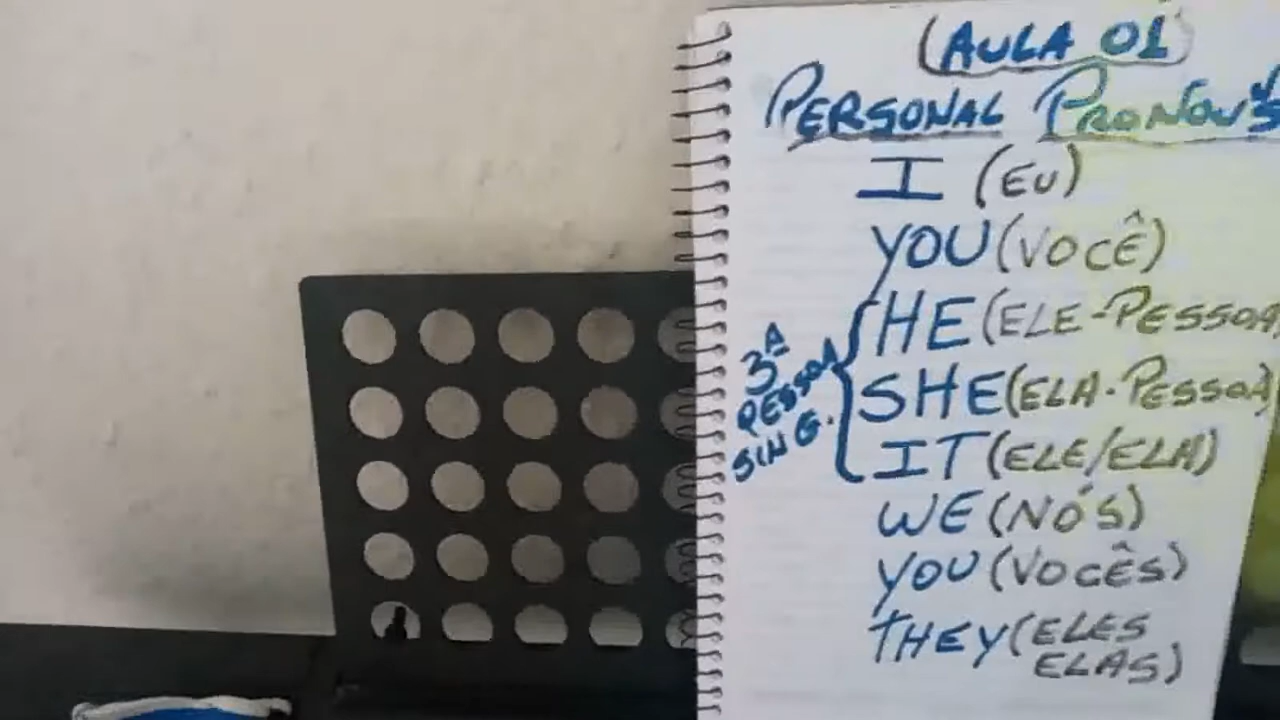 (AULA 01)
PERSONAL PRONOUNS
I (EU)
YOU (VOCÊ)
HE (ELE-PESSOA)
SHE (ELA-PESSOA)
IT (ELE/ELA)
3ª PESSOA SING.
WE (NÓS)
YOU (VOCÊS)
THEY (ELES
ELAS)